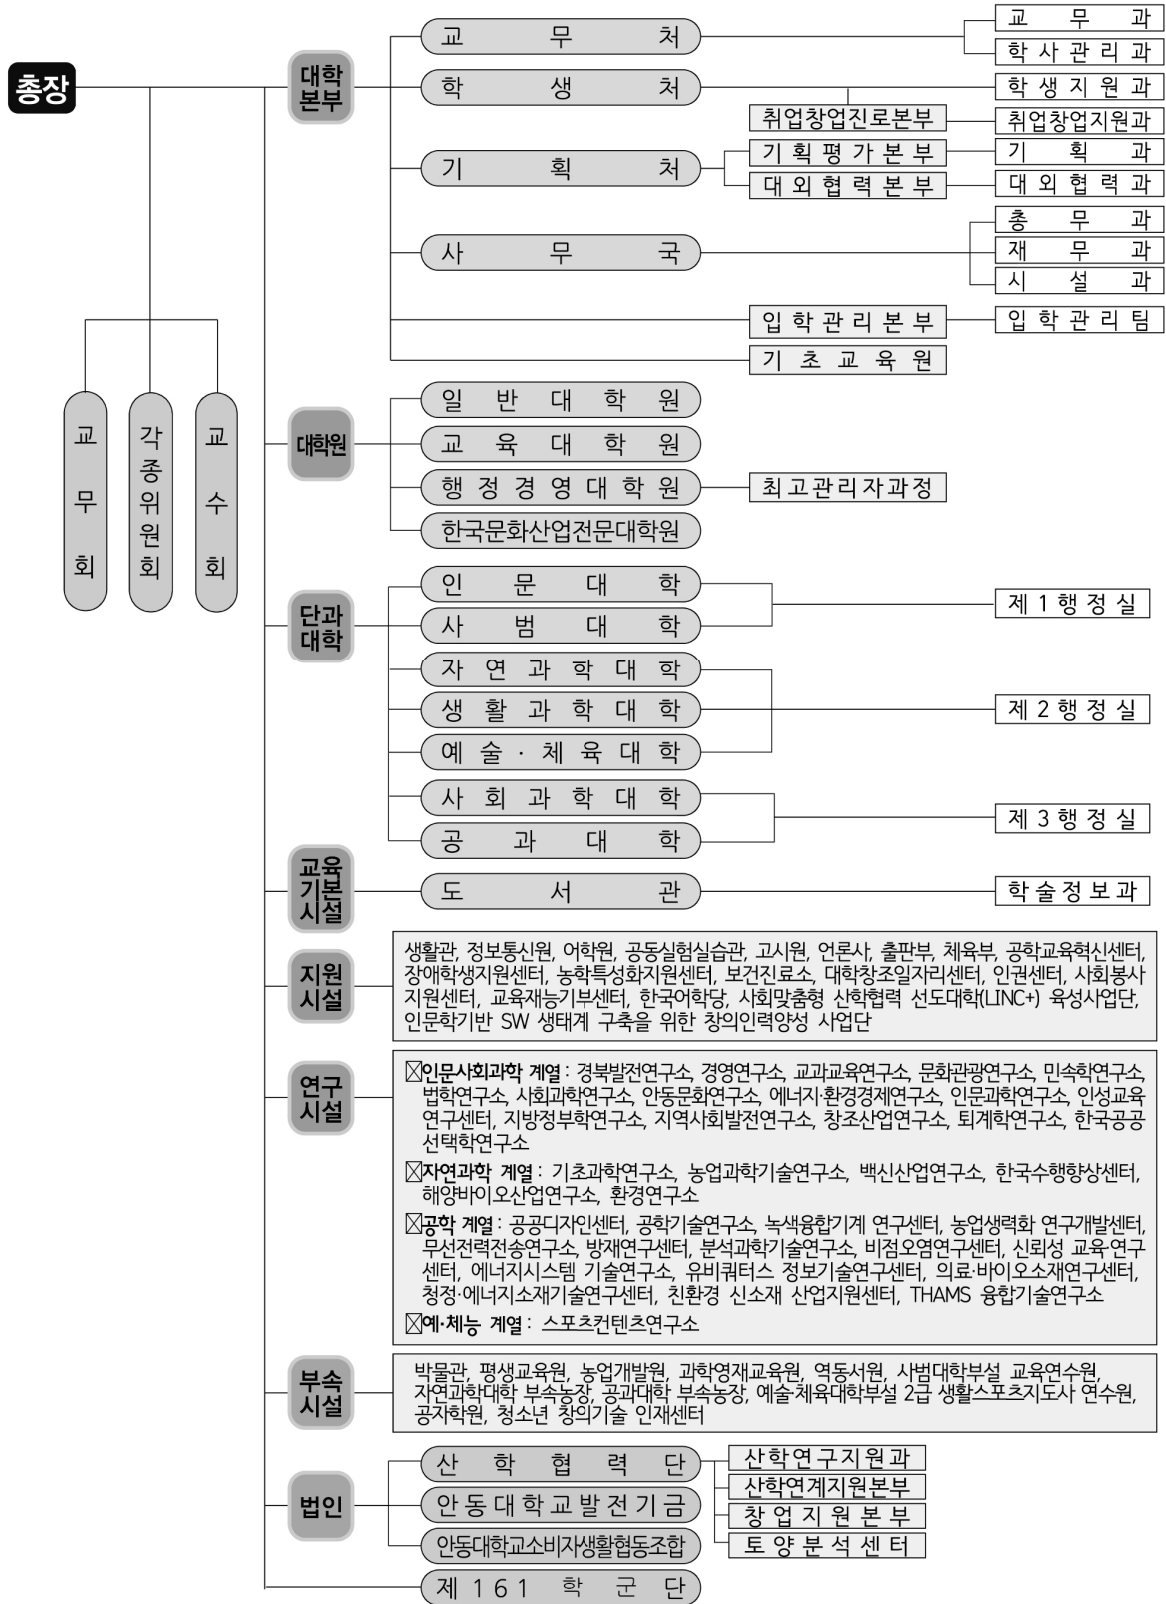 총장
교무회
각종위원회
교수회
대학
본부
교무처
교무과
학사관리과
학생처
학생지원과
취업창업진로본부
취업창업지원과
기획처
기획평가본부
기획과
대외협력본부
대외협력과
사무국
총무과
재무과
시설과
입학관리본부
입학관리팀
기초교육원
대학원
일반대학원
교육대학원
행정경영대학원
최고관리자과정
한국문화산업전문대학원
단과
대학
인문대학
사범대학
제1행정실
자연과학대학
생활과학대학
예술·체육대학
제2행정실
사회과학대학
공과대학
제3행정실
교육
기본
시설
도서관
학술정보과
지원
시설
생활관, 정보통신원, 어학원, 공동실험실습관, 고시원, 언론사, 출판부, 체육부, 공학교육혁신센터,
장애학생지원센터, 농학특성화지원센터, 보건진료소, 대학창조일자리센터, 인권센터, 사회봉사
지원센터, 교육재능기부센터, 한국어학당, 사회맞춤형 산학협력 선도대학(LINC+) 육성사업단,
인문학기반 SW 생태계 구축을 위한 창의인력양성 사업단
연구
시설
☒인문사회과학 계열 : 경북발전연구소, 경영연구소, 교과교육연구소, 문화관광연구소, 민속학연구소,
법학연구소, 사회과학연구소, 안동문화연구소, 에너지·환경경제연구소, 인문과학연구소, 인성교육
연구센터, 지방정부학연구소, 지역사회발전연구소, 창조산업연구소, 퇴계학연구소, 한국공공
선택학연구소
☒자연과학 계열 : 기초과학연구소, 농업과학기술연구소, 백신산업연구소, 한국수행향상센터,
해양바이오산업연구소, 환경연구소
☒공학 계열 : 공공디자인센터, 공학기술연구소, 녹색융합기계 연구센터, 농업생력화 연구개발센터,
무선전력전송연구소, 방재연구센터, 분석과학기술연구소, 비점오염연구센터, 신뢰성 교육·연구
센터, 에너지시스템 기술연구소, 유비쿼터스 정보기술연구센터, 의료·바이오소재연구센터,
청정·에너지소재기술연구센터, 친환경 신소재 산업지원센터, THAMS 융합기술연구소
☒예·체능 계열 : 스포츠컨텐츠연구소
부속
시설
박물관, 평생교육원, 농업개발원, 과학영재교육원, 역동서원, 사범대학부설 교육연수원,
자연과학대학 부속농장, 공과대학 부속농장, 예술·체육대학부설 2급 생활스포츠지도사 연수원,
공자학원, 청소년 창의기술 인재센터
법인
산학협력단
산학연구지원과
산학연계지원본부
창업지원본부
토양분석센터
안동대학교발전기금
안동대학교소비자생활협동조합
제161학군단